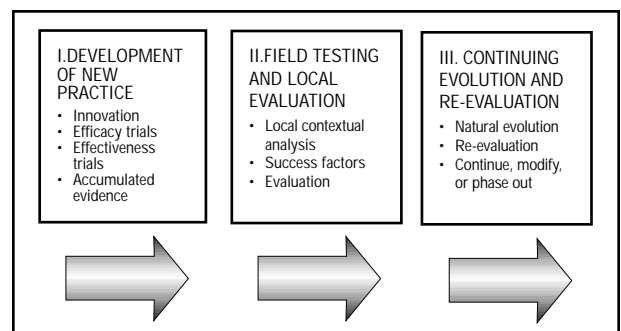 I.DEVELOPMENT
OF NEW
PRACTICE
• Innovation
• Efficacy trials
• Effectiveness
trials
• Accumulated
evidence
II.FIELD TESTING
AND LOCAL
EVALUATION
• Local contextual
analysis
• Success factors
• Evaluation
III. CONTINUING
EVOLUTION AND
RE-EVALUATION
• Natural evolution
• Re-evaluation
• Continue, modify,
or phase out